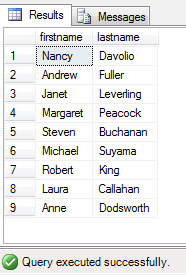 Results Messages
firstname lastname
1 Nancy Davolio
2 Andrew Fuller
3 Janet Leverling
4 Margaret Peacock
5 Steven Buchanan
6 Michael Suyama
7 Robert King
8 Laura Callahan
9 Anne Dodsworth
Query executed successfully.